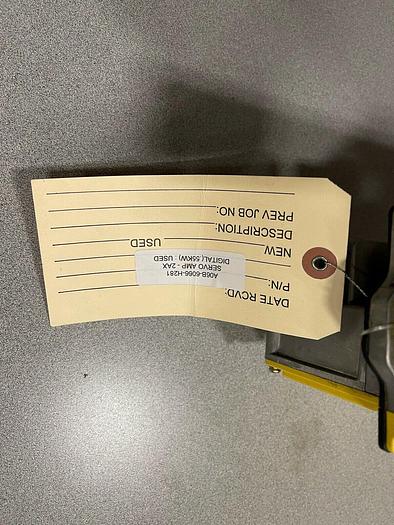 DATE RCVD:
P/N:
A06B-6066-H281
SERVO AMP - 2AX
DIGITAL(.55KW) : USED
NEW USED
DESCRIPTION:
PREV JOB NO: